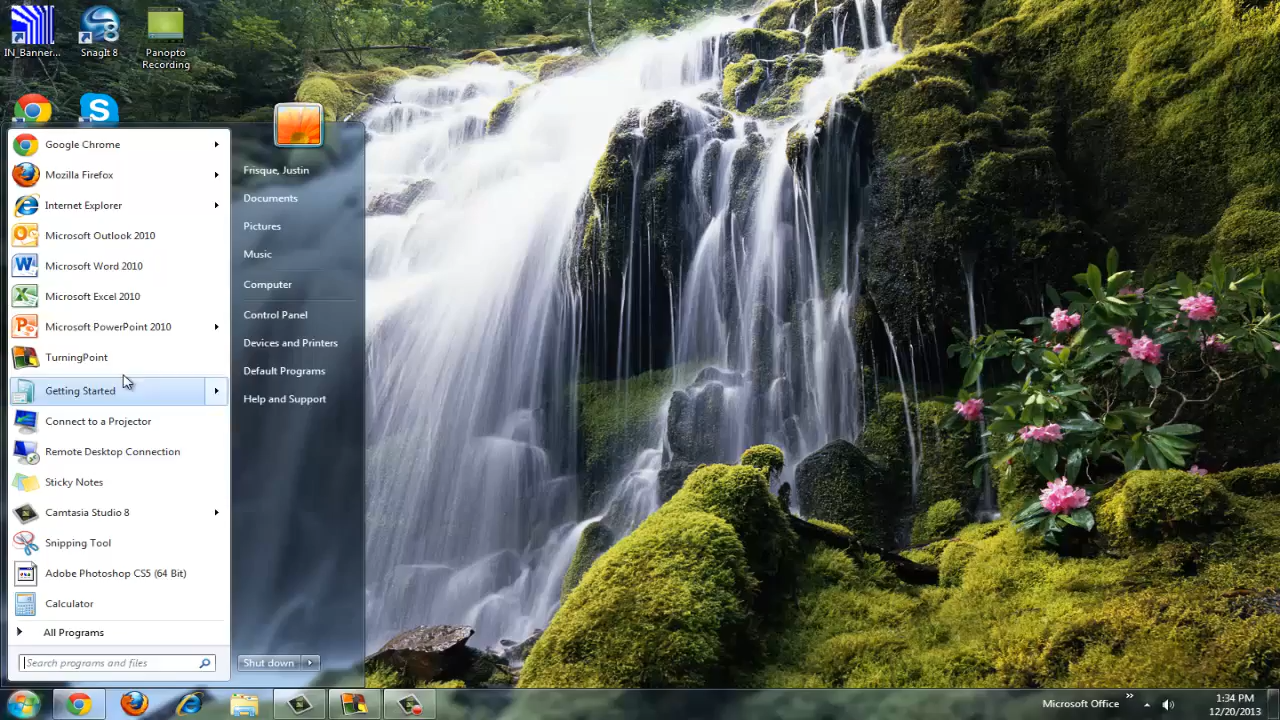 IN_Banner...
SnagIt 8
Panopto
Recording
Google Chrome
Mozilla Firefox
Internet Explorer
Microsoft Outlook 2010
Microsoft Word 2010
Microsoft Excel 2010
Microsoft PowerPoint 2010
TurningPoint
Getting Started
Connect to a Projector
Remote Desktop Connection
Sticky Notes
Camtasia Studio 8
Snipping Tool
Adobe Photoshop CS5 (64 Bit)
Calculator
All Programs
Search programs and files
Frisque, Justin
Documents
Pictures
Music
Computer
Control Panel
Devices and Printers
Default Programs
Help and Support
Shut down
Microsoft Office
1:34 PM
12/20/2013